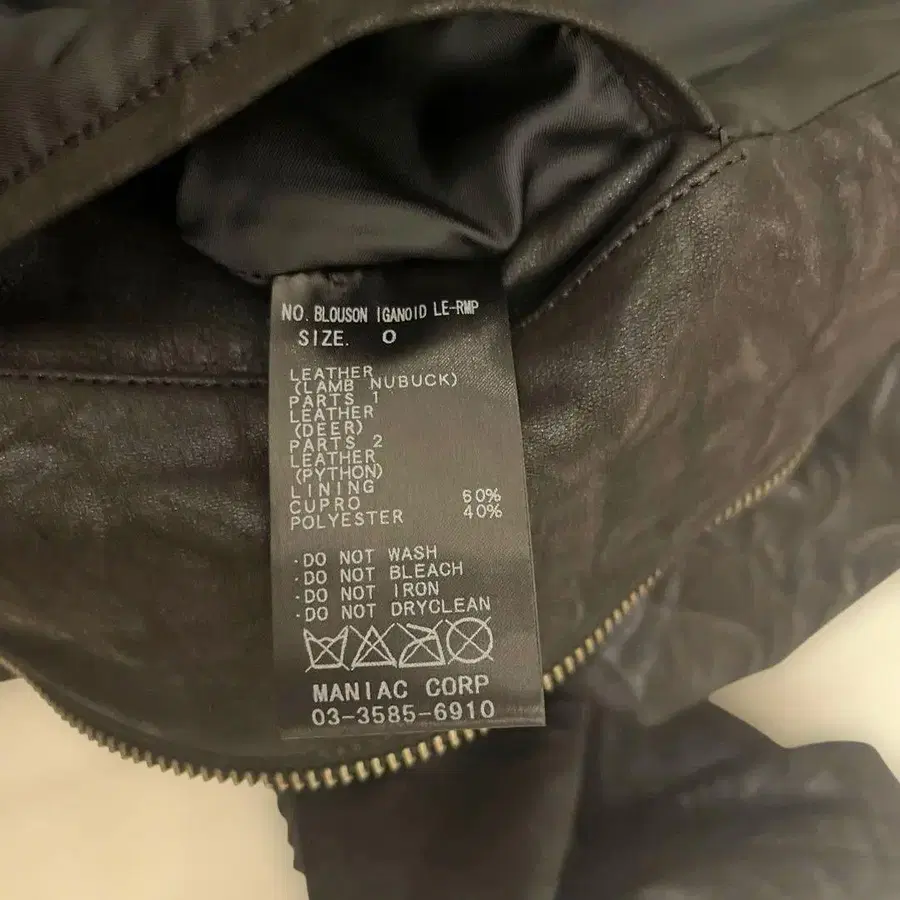 NO. BLOUSON IGANOID LE-RMP
SIZE. 0
LEATHER
(LAMB NUBUCK)
PARTS 1
LEATHER
(DEER)
PARTS 2
LEATHER
(PYTHON)
LINING
CUPRO 60%
POLYESTER 40%
·DO NOT WASH
·DO NOT BLEACH
·DO NOT IRON
·DO NOT DRYCLEAN
MANIAC CORP
03-3585-6910